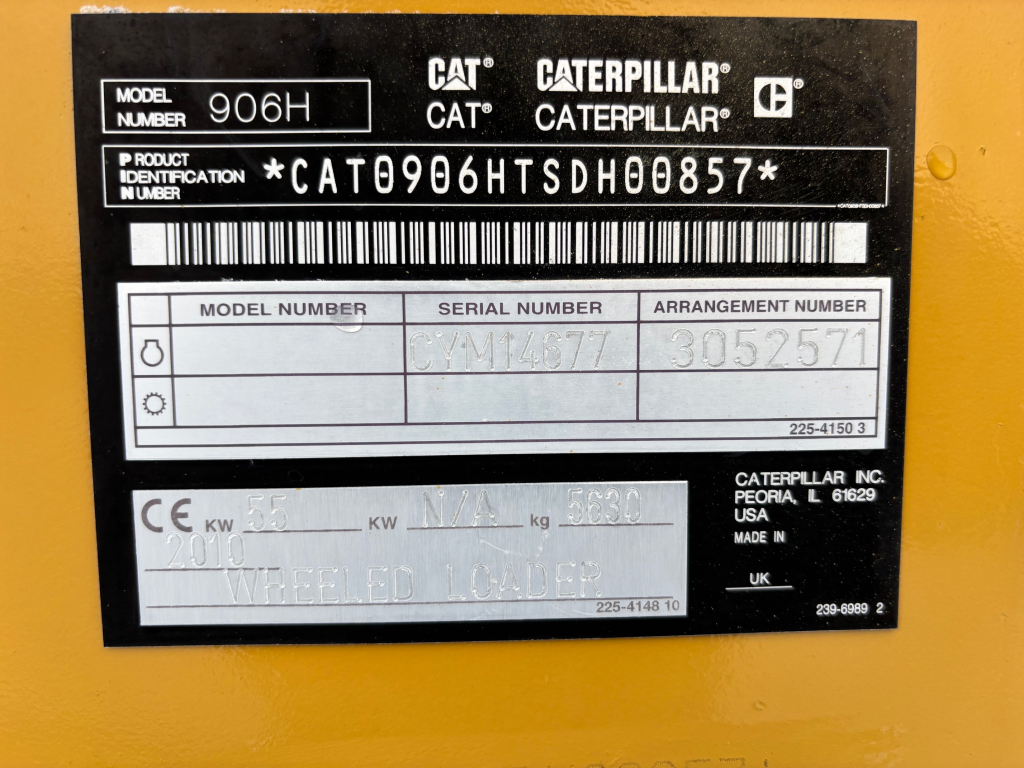 CAT® CATERPILLAR®
CAT® CATERPILLAR®
MODEL NUMBER 906H
PRODUCT IDENTIFICATION NUMBER *CAT0906HTSDH00857*
MODEL NUMBER SERIAL NUMBER ARRANGEMENT NUMBER
CYM14677 3052571
225-4150 3
CE KW 55 KW N/A kg 5630
2010
WHEELED LOADER
225-4148 10
CATERPILLAR INC.
PEORIA, IL 61629
USA
MADE IN
UK
239-6989 2